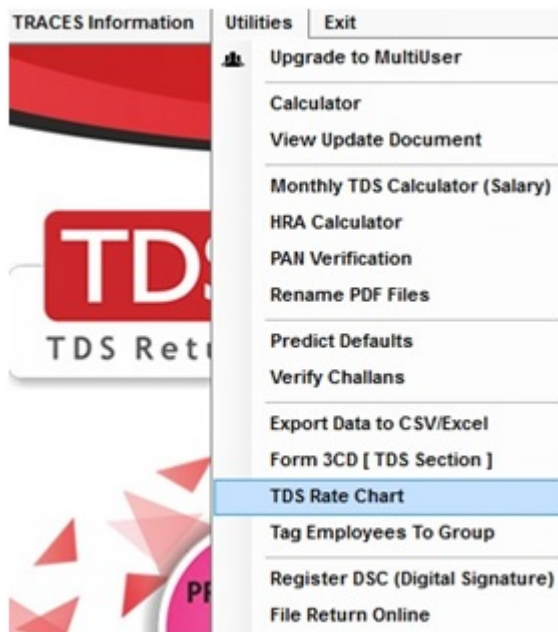 TRACES Information Utilities Exit
Upgrade to MultiUser
Calculator
View Update Document
Monthly TDS Calculator (Salary)
HRA Calculator
PAN Verification
Rename PDF Files
Predict Defaults
Verify Challans
Export Data to CSV/Excel
Form 3CD [ TDS Section ]
TDS Rate Chart
Tag Employees To Group
Register DSC (Digital Signature)
File Return Online
TDS
TDS Retu
PR